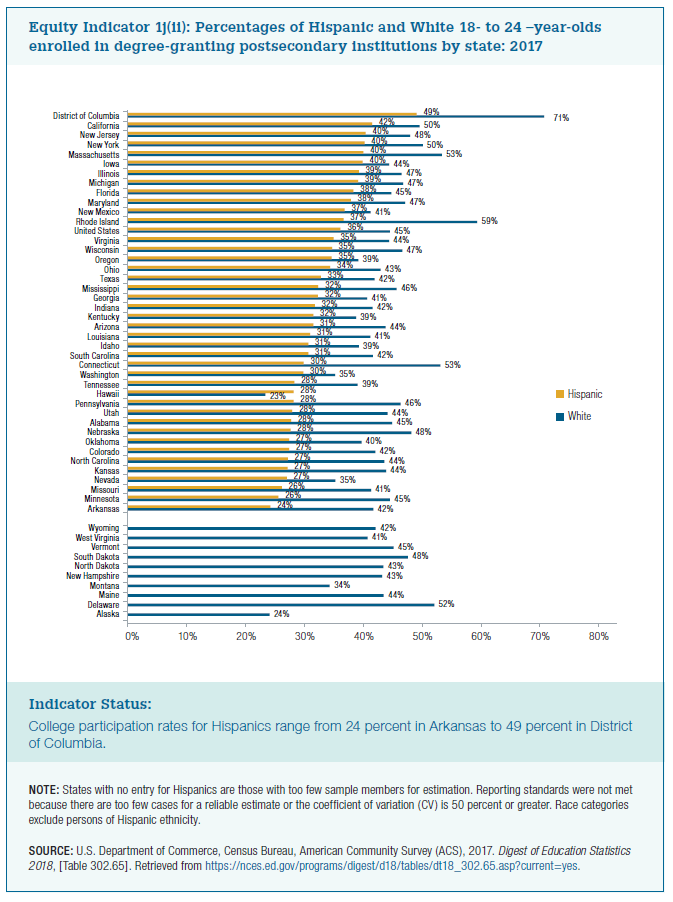 Equity Indicator 1j(ii): Percentages of Hispanic and White 18- to 24 –year-olds
enrolled in degree-granting postsecondary institutions by state: 2017
District of Columbia 49% 71%
California 42% 50%
New Jersey 40% 48%
New York 40% 50%
Massachusetts 40% 53%
Iowa 40% 44%
Illinois 39% 47%
Michigan 39% 47%
Florida 38% 45%
Maryland 38% 47%
New Mexico 37% 41%
Rhode Island 37% 59%
United States 36% 45%
Virginia 35% 44%
Wisconsin 35% 47%
Oregon 35% 39%
Ohio 34% 43%
Texas 33% 42%
Mississippi 32% 46%
Georgia 32% 41%
Indiana 32% 42%
Kentucky 32% 39%
Arizona 31% 44%
Louisiana 31% 41%
Idaho 31% 39%
South Carolina 31% 42%
Connecticut 30% 53%
Washington 30% 35%
Tennessee 28% 39%
Hawaii 28% 23%
Pennsylvania 28% 46%
Utah 28% 44%
Alabama 28% 45%
Nebraska 28% 48%
Oklahoma 27% 40%
Colorado 27% 42%
North Carolina 27% 44%
Kansas 27% 44%
Nevada 27% 35%
Missouri 26% 41%
Minnesota 26% 45%
Arkansas 24% 42%
Wyoming 42%
West Virginia 41%
Vermont 45%
South Dakota 48%
North Dakota 43%
New Hampshire 43%
Montana 34%
Maine 44%
Delaware 52%
Alaska 24%
0% 10% 20% 30% 40% 50% 60% 70% 80%
Hispanic
White
Indicator Status:
College participation rates for Hispanics range from 24 percent in Arkansas to 49 percent in District
of Columbia.
NOTE: States with no entry for Hispanics are those with too few sample members for estimation. Reporting standards were not met
because there are too few cases for a reliable estimate or the coefficient of variation (CV) is 50 percent or greater. Race categories
exclude persons of Hispanic ethnicity.
SOURCE: U.S. Department of Commerce, Census Bureau, American Community Survey (ACS), 2017. Digest of Education Statistics
2018, [Table 302.65]. Retrieved from https://nces.ed.gov/programs/digest/d18/tables/dt18_302.65.asp?current=yes.